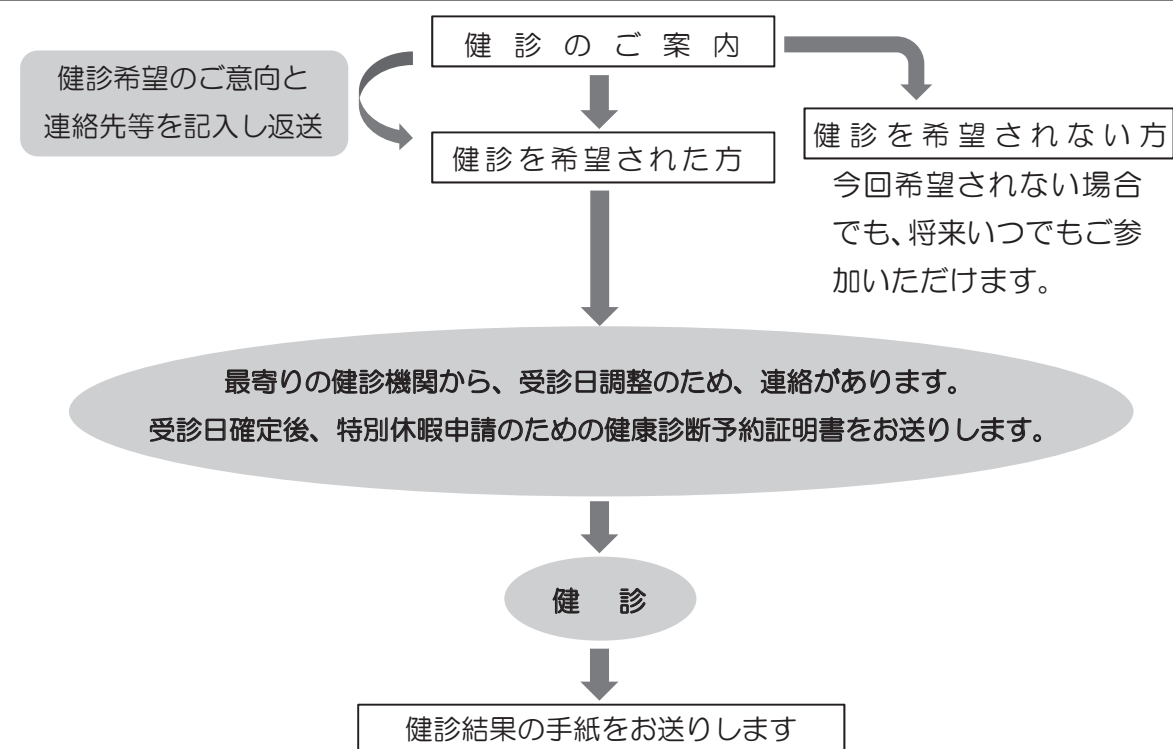 健診のご案内
健診希望のご意向と
連絡先等を記入し返送
健診を希望された方
健診を希望されない方
今回希望されない場合
でも、将来いつでもご参
加いただけます。
最寄りの健診機関から、受診日調整のため、連絡があります。
受診日確定後、特別休暇申請のための健康診断予約証明書をお送りします。
健 診
健診結果の手紙をお送りします